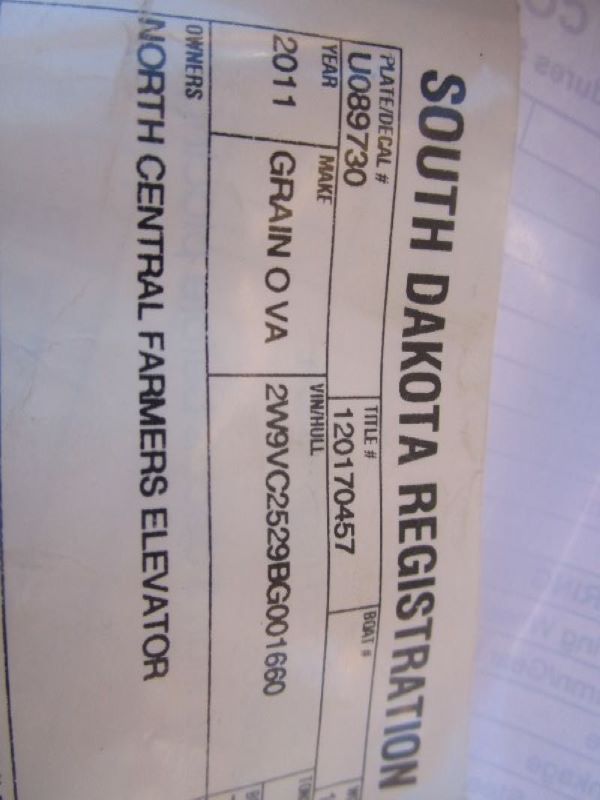 SOUTH DAKOTA REGISTRATION
PLATE/DECAL # TITLE # BOAT #
U089730 120170457
YEAR MAKE VIN/HULL
2011 GRAIN O VA 2W9VC2529BG001660
OWNERS
NORTH CENTRAL FARMERS ELEVATOR